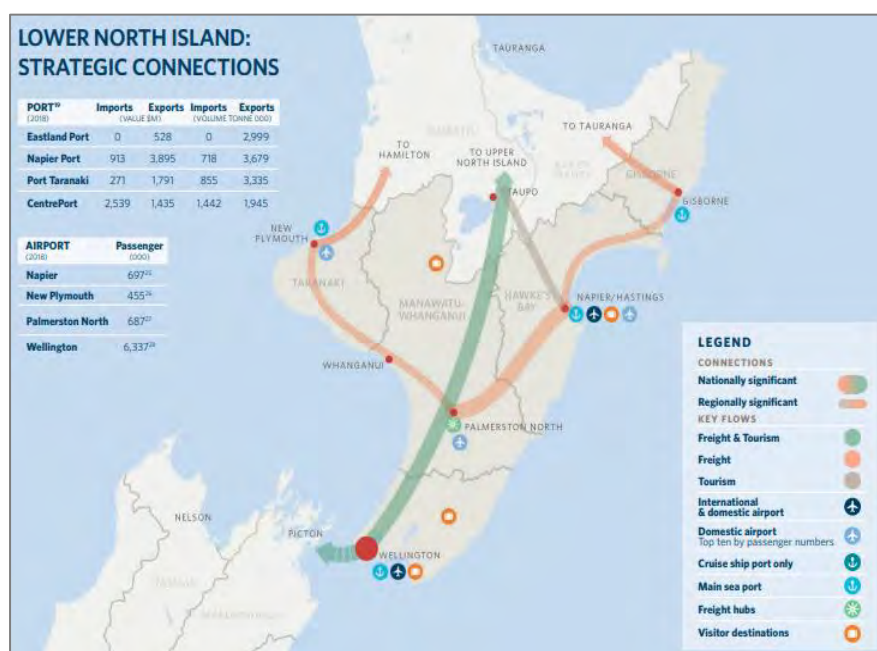 LOWER NORTH ISLAND:
STRATEGIC CONNECTIONS
PORT¹⁹ Imports Exports Imports Exports
(2018) (VALUE $M) (VOLUME TONNE 000)
Eastland Port 0 528 0 2,999
Napier Port 913 3,895 718 3,679
Port Taranaki 271 1,791 855 3,335
CentrePort 2,539 1,435 1,442 1,945
AIRPORT Passenger
(2018) (000)
Napier 697
New Plymouth 455
Palmerston North 687
Wellington 6,337
TAURANGA
TO TAURANGA
TO
HAMILTON
TO UPPER
NORTH ISLAND
TAUPO
GISBORNE
GISBORNE
NEW
PLYMOUTH
TARANAKI
MANAWATU-
WHANGANUI
HAWKE'S
BAY
NAPIER/HASTINGS
WHANGANUI
PALMERSTON NORTH
NELSON
PICTON
WELLINGTON
LEGEND
CONNECTIONS
Nationally significant
Regionally significant
KEY FLOWS
Freight & Tourism
Freight
Tourism
International
& domestic airport
Domestic airport
Top ten by passenger numbers
Cruise ship port only
Main sea port
Freight hubs
Visitor destinations